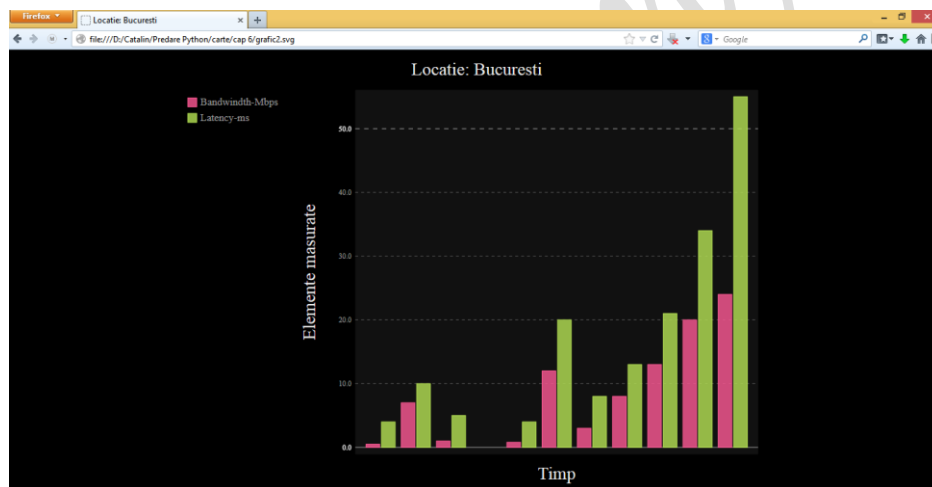 Firefox
Locatie: Bucuresti
file:///D:/Catalin/Predare Python/carte/cap 6/grafic2.svg
Google
Locatie: Bucuresti
Bandwindth-Mbps
Latency-ms
50.0
40.0
30.0
20.0
10.0
0.0
Elemente masurate
Timp